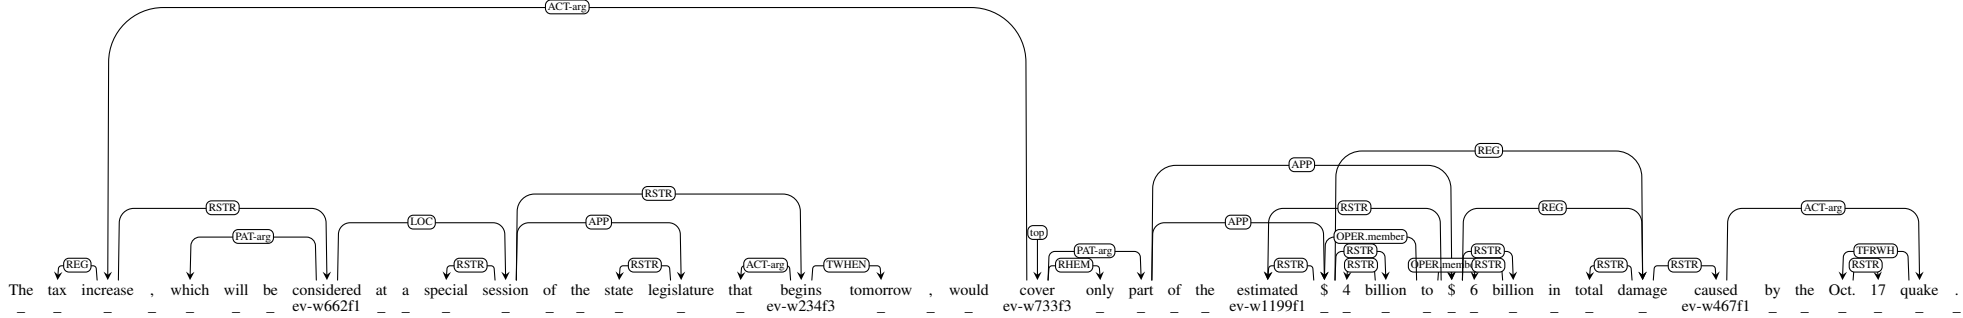 ACT-arg
REG
APP
RSTR RSTR RSTR REG
LOC APP APP ACT-arg
top
PAT-arg OPER.member
PAT-arg RSTR RSTR TFRWH
REG RSTR RSTR ACT-arg TWHEN RHEM RSTR RSTR OPER.member RSTR RSTR RSTR RSTR
The tax increase , which will be considered at a special session of the state legislature that begins tomorrow , would cover only part of the estimated $ 4 billion to $ 6 billion in total damage caused by the Oct. 17 quake .
_ _ _ _ _ _ _ ev-w662f1 _ _ _ _ _ _ _ _ _ ev-w234f3 _ _ _ ev-w733f3 _ _ _ _ ev-w1199f1 _ _ _ _ _ _ _ _ _ _ ev-w467f1 _ _ _ _ _ _